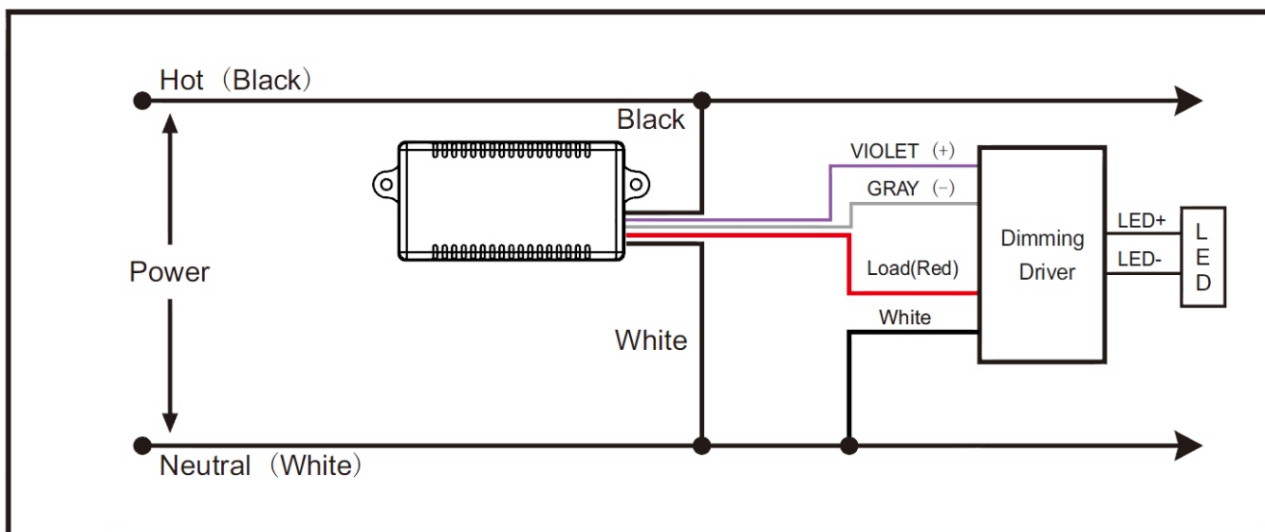 Hot (Black)
Black
VIOLET (+)
GRAY (-)
Power
Dimming
Driver
LED+
LED-
L
E
D
Load(Red)
White
White
Neutral (White)